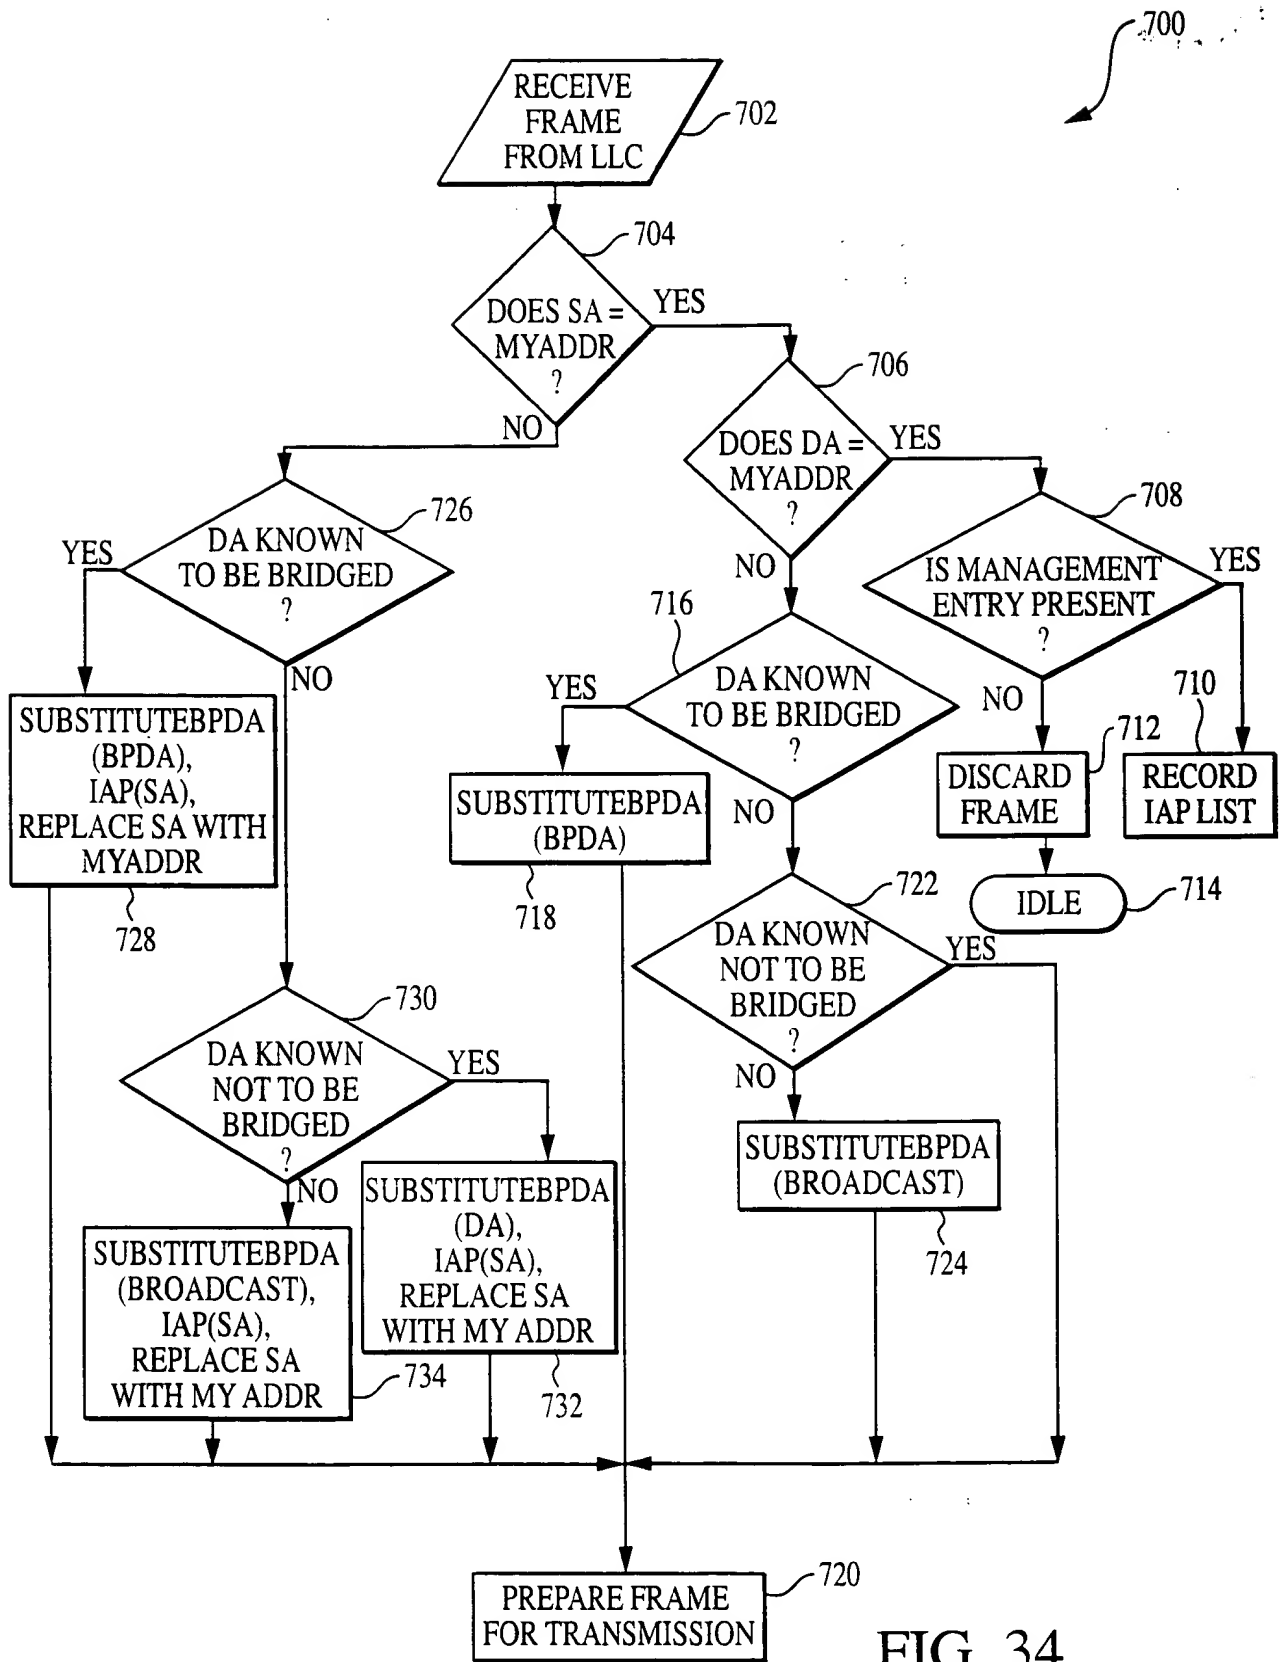 700
RECEIVE
FRAME
FROM LLC
702
704
DOES SA =
MYADDR
?
YES
NO
706
DOES DA =
MYADDR
?
YES
NO
708
IS MANAGEMENT
ENTRY PRESENT
?
YES
NO
710
RECORD
IAP LIST
712
DISCARD
FRAME
IDLE
714
716
DA KNOWN
TO BE BRIDGED
?
YES
NO
SUBSTITUTEBPDA
(BPDA)
718
722
DA KNOWN
NOT TO BE
BRIDGED
?
YES
NO
SUBSTITUTEBPDA
(BROADCAST)
724
726
DA KNOWN
TO BE BRIDGED
?
YES
NO
SUBSTITUTEBPDA
(BPDA),
IAP(SA),
REPLACE SA WITH
MYADDR
728
730
DA KNOWN
NOT TO BE
BRIDGED
?
YES
NO
SUBSTITUTEBPDA
(DA),
IAP(SA),
REPLACE SA
WITH MY ADDR
732
SUBSTITUTEBPDA
(BROADCAST),
IAP(SA),
REPLACE SA
WITH MY ADDR
734
720
PREPARE FRAME
FOR TRANSMISSION
FIG. 34